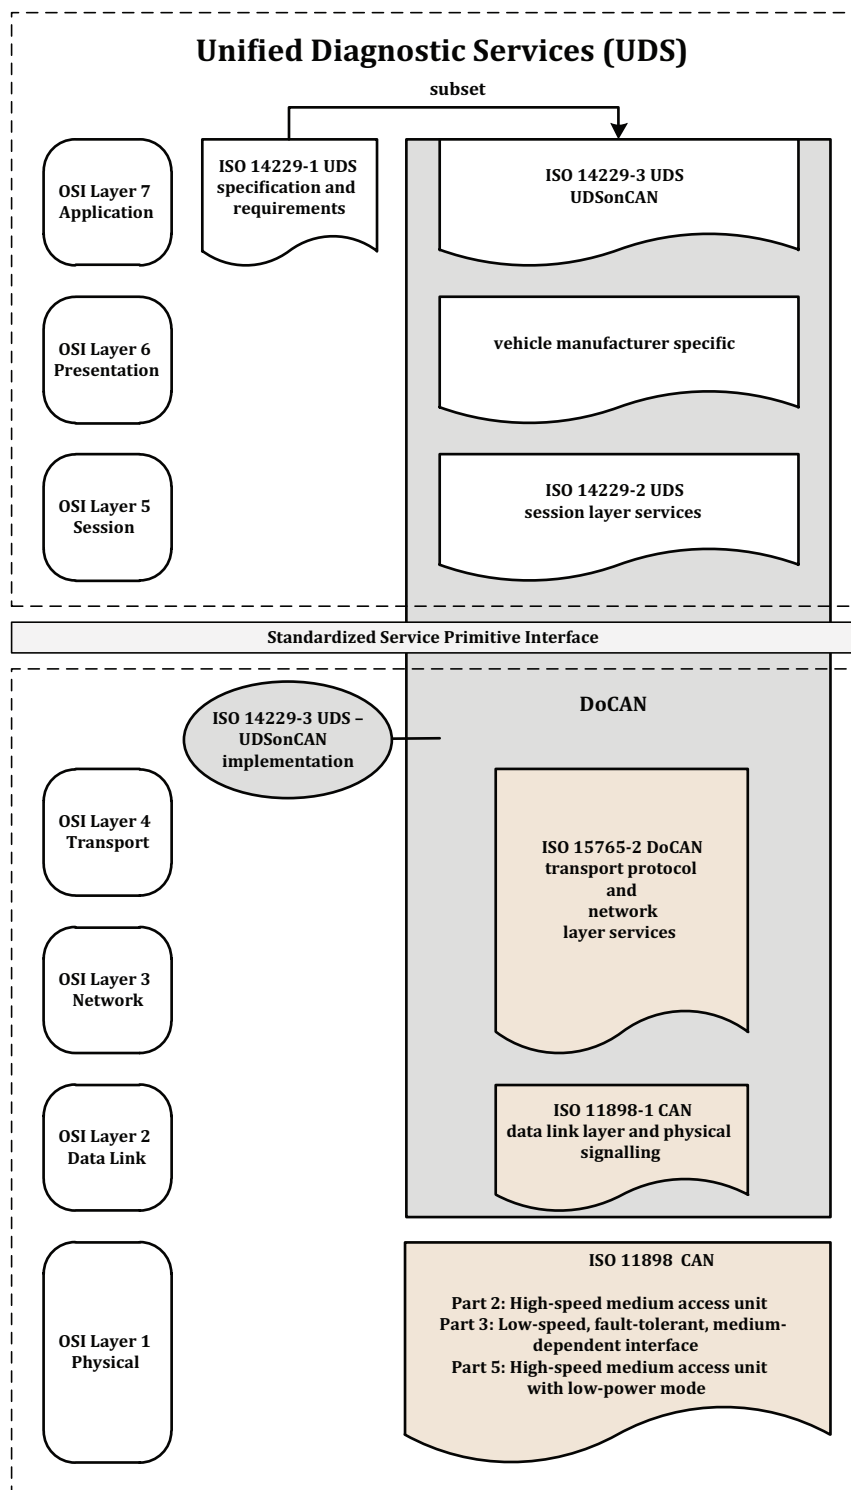 Unified Diagnostic Services (UDS)
subset
OSI Layer 7
Application
ISO 14229-1 UDS
specification and
requirements
ISO 14229-3 UDS
UDSonCAN
OSI Layer 6
Presentation
vehicle manufacturer specific
OSI Layer 5
Session
ISO 14229-2 UDS
session layer services
Standardized Service Primitive Interface
ISO 14229-3 UDS –
UDSonCAN
implementation
DoCAN
OSI Layer 4
Transport
ISO 15765-2 DoCAN
transport protocol
and
network
layer services
OSI Layer 3
Network
OSI Layer 2
Data Link
ISO 11898-1 CAN
data link layer and physical
signalling
OSI Layer 1
Physical
ISO 11898 CAN
Part 2: High-speed medium access unit
Part 3: Low-speed, fault-tolerant, medium-
dependent interface
Part 5: High-speed medium access unit
with low-power mode